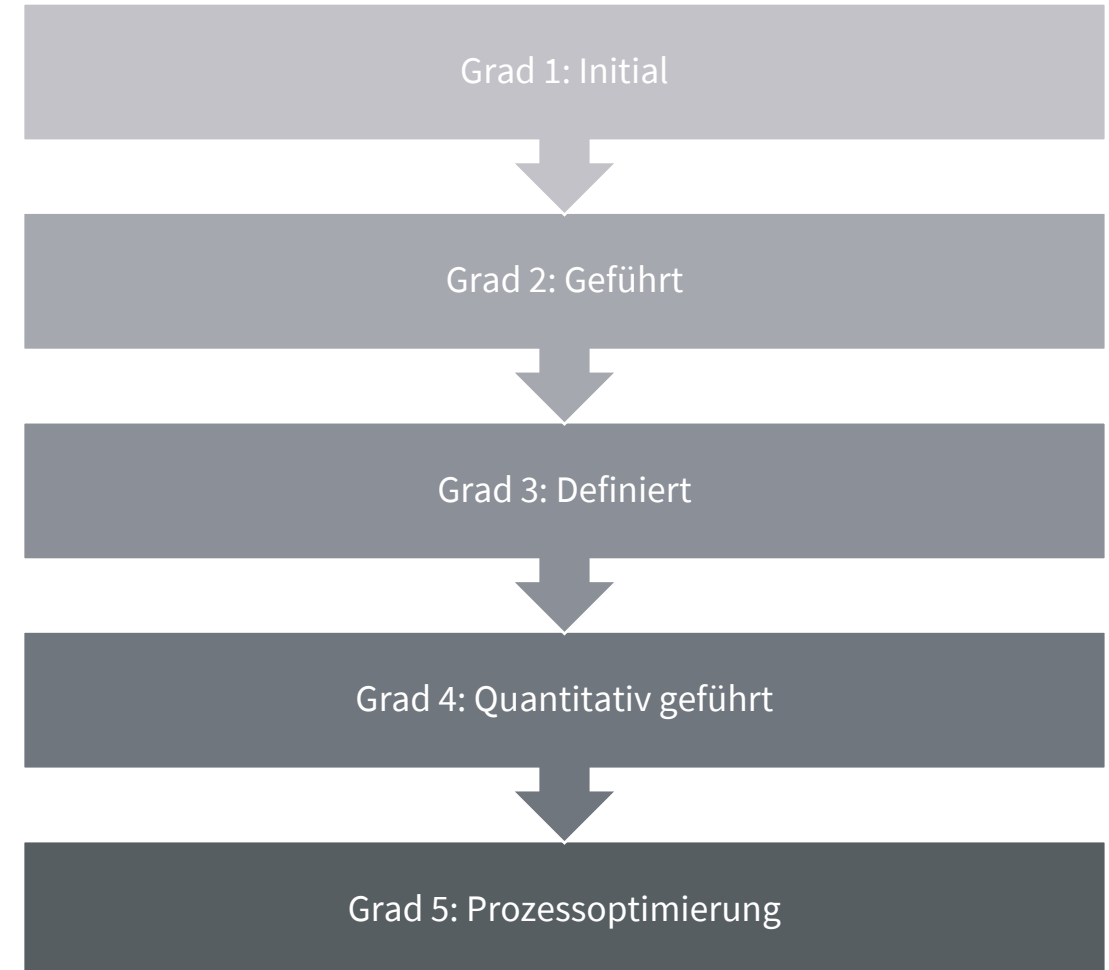 Grad 1: Initial
Grad 2: Geführt
Grad 3: Definiert
Grad 4: Quantitativ geführt
Grad 5: Prozessoptimierung